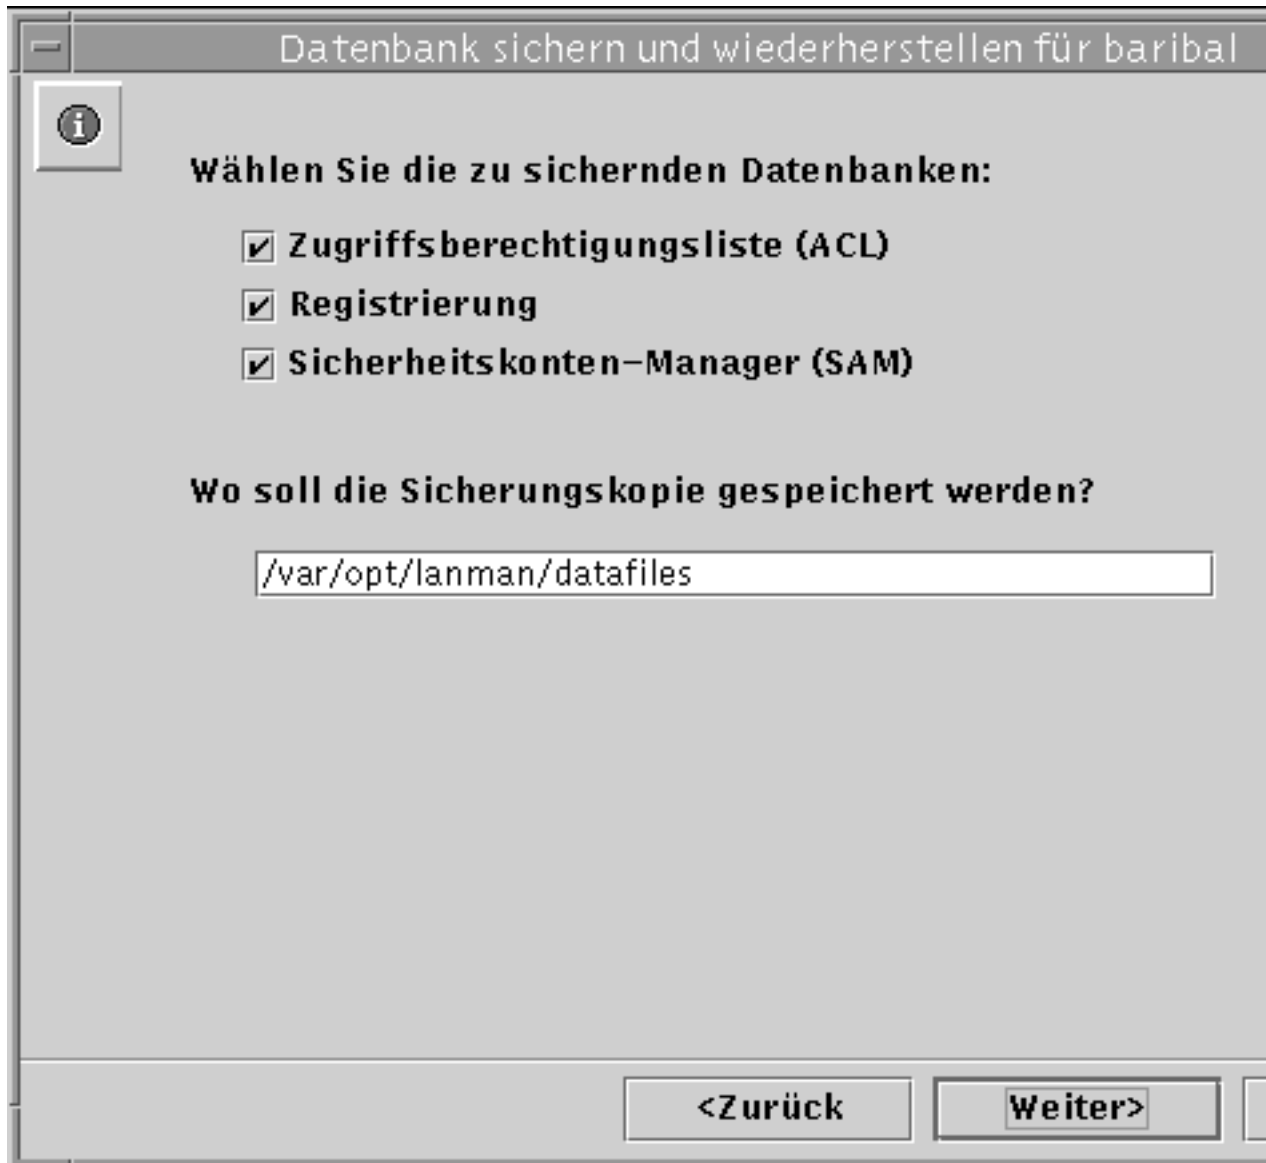 Datenbank sichern und wiederherstellen für baribal
Wählen Sie die zu sichernden Datenbanken:
Zugriffsberechtigungsliste (ACL)
Registrierung
Sicherheitskonten-Manager (SAM)
Wo soll die Sicherungskopie gespeichert werden?
/var/opt/lanman/datafiles
<Zurück Weiter>